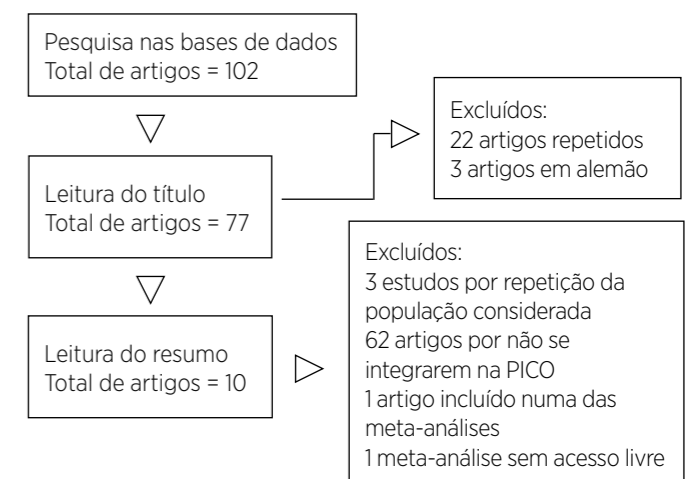 Pesquisa nas bases de dados
Total de artigos = 102
Excluídos:
22 artigos repetidos
3 artigos em alemão
Leitura do título
Total de artigos = 77
Excluídos:
3 estudos por repetição da
população considerada
62 artigos por não se
integrarem na PICO
1 artigo incluído numa das
meta-análises
1 meta-análise sem acesso livre
Leitura do resumo
Total de artigos = 10